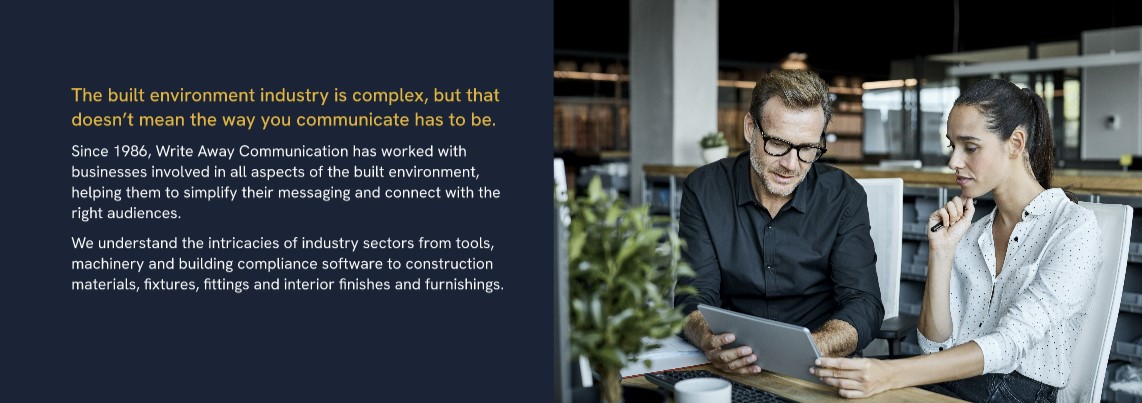 The built environment industry is complex, but that
doesn’t mean the way you communicate has to be.
Since 1986, Write Away Communication has worked with
businesses involved in all aspects of the built environment,
helping them to simplify their messaging and connect with the
right audiences.
We understand the intricacies of industry sectors from tools,
machinery and building compliance software to construction
materials, fixtures, fittings and interior finishes and furnishings.